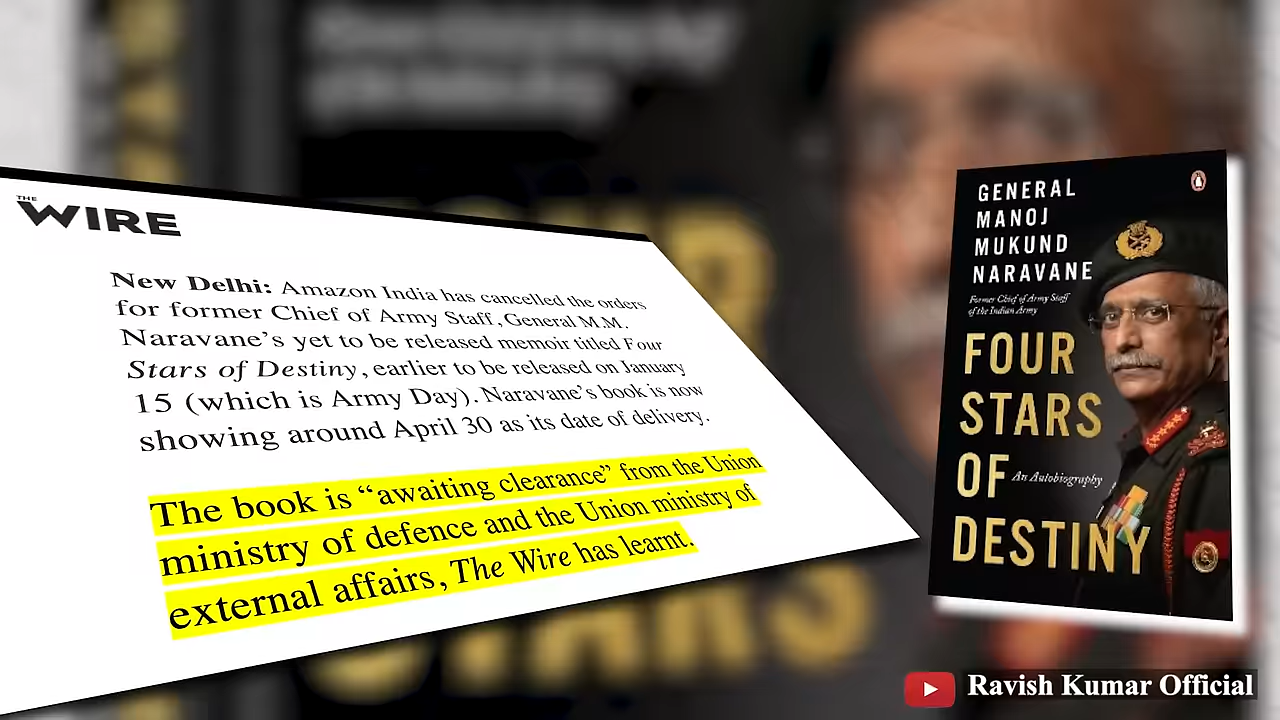 THE
WIRE
New Delhi: Amazon India has cancelled the orders
for former Chief of Army Staff, General M.M.
Naravane's yet to be released memoir titled Four
Stars of Destiny, earlier to be released on January
15 (which is Army Day). Naravane's book is now
showing around April 30 as its date of delivery.
The book is “awaiting clearance” from the Union
ministry of defence and the Union ministry of
external affairs, The Wire has learnt.
GENERAL
MANOJ
MUKUND
NARAVANE
Former Chief of Army Staff
of the Indian Army
FOUR
STARS
OF
An Autobiography
DESTINY
Ravish Kumar Official